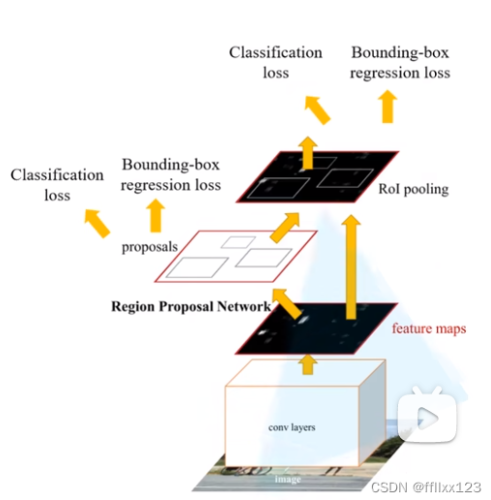 Classification
loss
Bounding-box
regression loss
Classification
loss
Bounding-box
regression loss
RoI pooling
proposals
Region Proposal Network
feature maps
conv layers
image
CSDN @ffllxx123